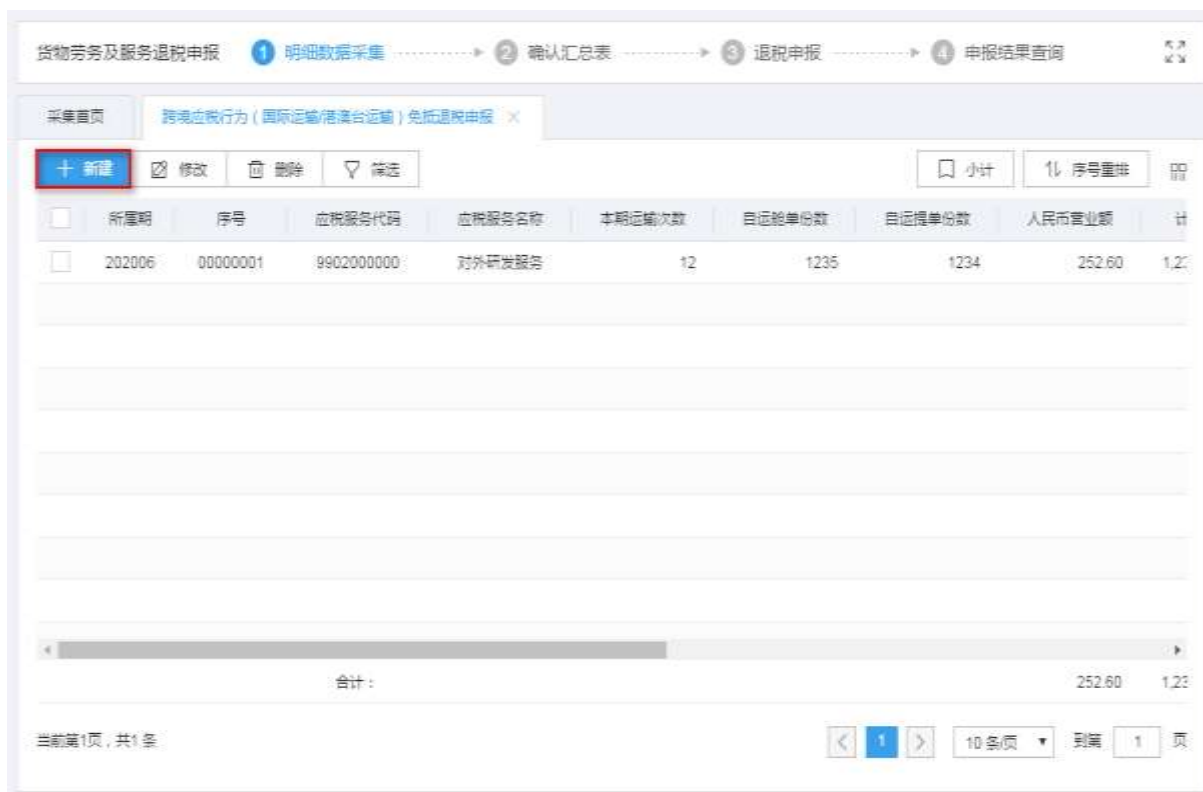 货物劳务及服务退税申报 1 明细数据采集 2 确认汇总表 3 退税申报 4 申报结果查询
采集首页 跨境应税行为（国际运输/港澳台运输）免抵退税申报
新建 修改 删除 筛选 小计 序号重排
所属期 序号 应税服务代码 应税服务名称 本期运输次数 自运舱单份数 自运提单份数 人民币营业额 计
202006 00000001 9902000000 对外研发服务 12 1235 1234 252.60 1,23
合计： 252.60 1,23
当前第1页，共1 条 < 1 > 10 条/页 到第 1 页